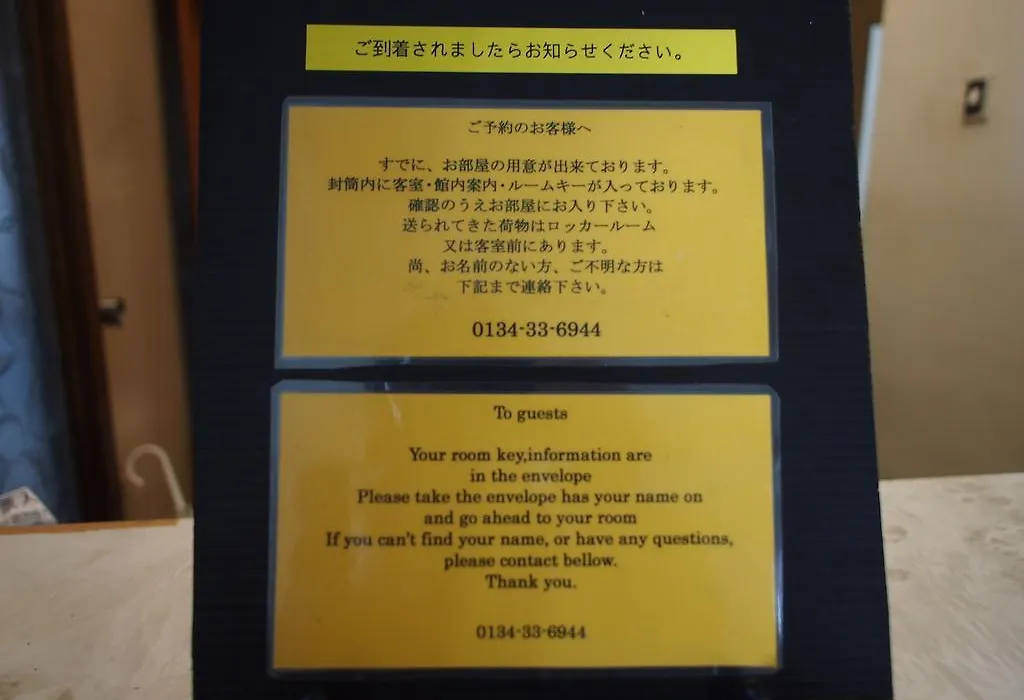 ご到着されましたらお知らせください。
ご予約のお客様へ
すでに、お部屋の用意が出来ております。
封筒内に客室・館内案内・ルームキーが入っております。
確認のうえお部屋にお入り下さい。
送られてきた荷物はロッカールーム
又は客室前にあります。
尚、お名前のない方、ご不明な方は
下記まで連絡下さい。
0134-33-6944
To guests
Your room key,information are
in the envelope
Please take the envelope has your name on
and go ahead to your room
If you can't find your name, or have any questions,
please contact bellow.
Thank you.
0134-33-6944